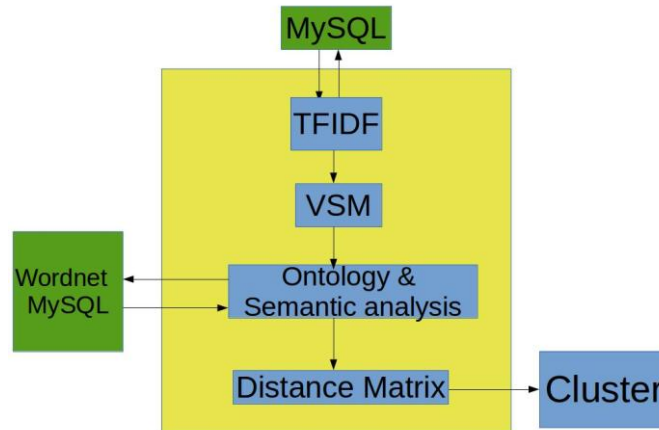 MySQL
TFIDF
VSM
Wordnet
MySQL
Ontology &
Semantic analysis
Distance Matrix
Cluster